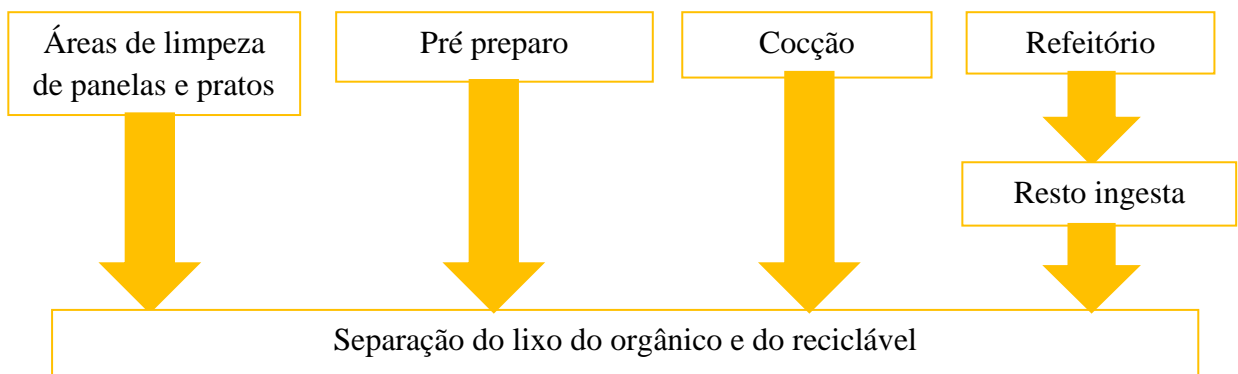 Áreas de limpeza
de panelas e pratos
Pré preparo
Cocção
Refeitório
Resto ingesta
Separação do lixo do orgânico e do reciclável